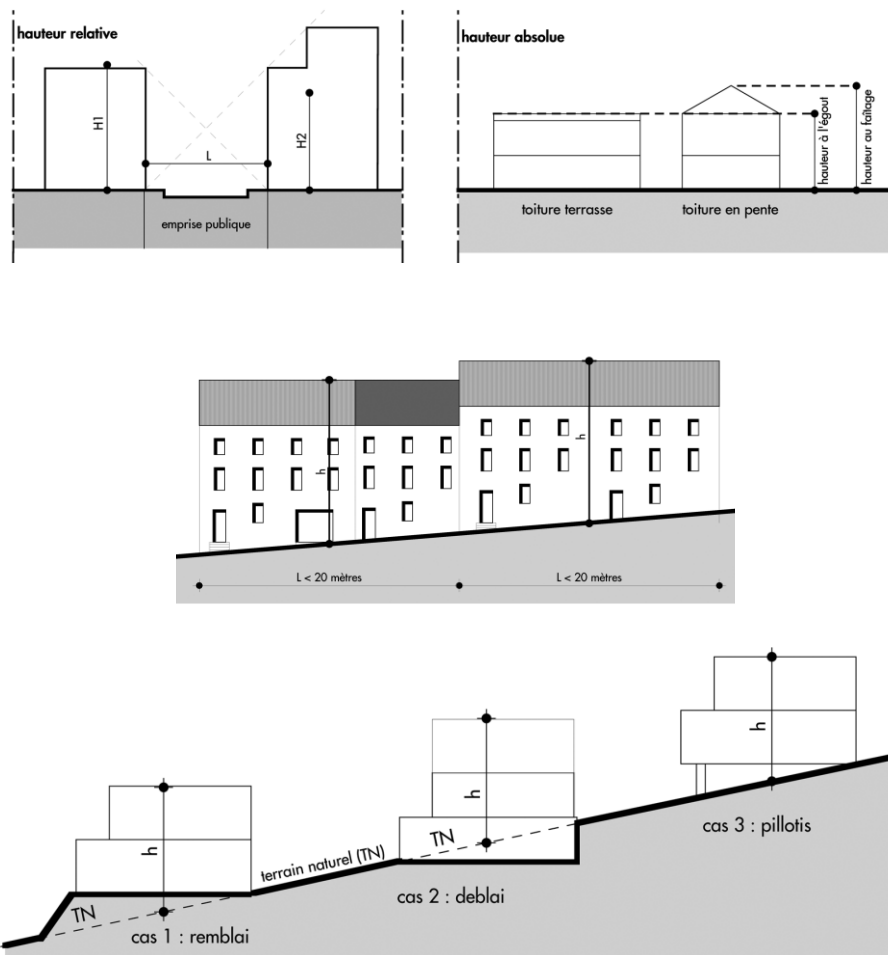 hauteur relative
H1
L
H2
emprise publique
hauteur absolue
hauteur à l'égout
hauteur au faîtage
toiture terrasse
toiture en pente
h
h
L < 20 mètres
L < 20 mètres
h
TN
cas 1 : remblai
terrain naturel (TN)
h
TN
cas 2 : deblai
h
cas 3 : pillotis